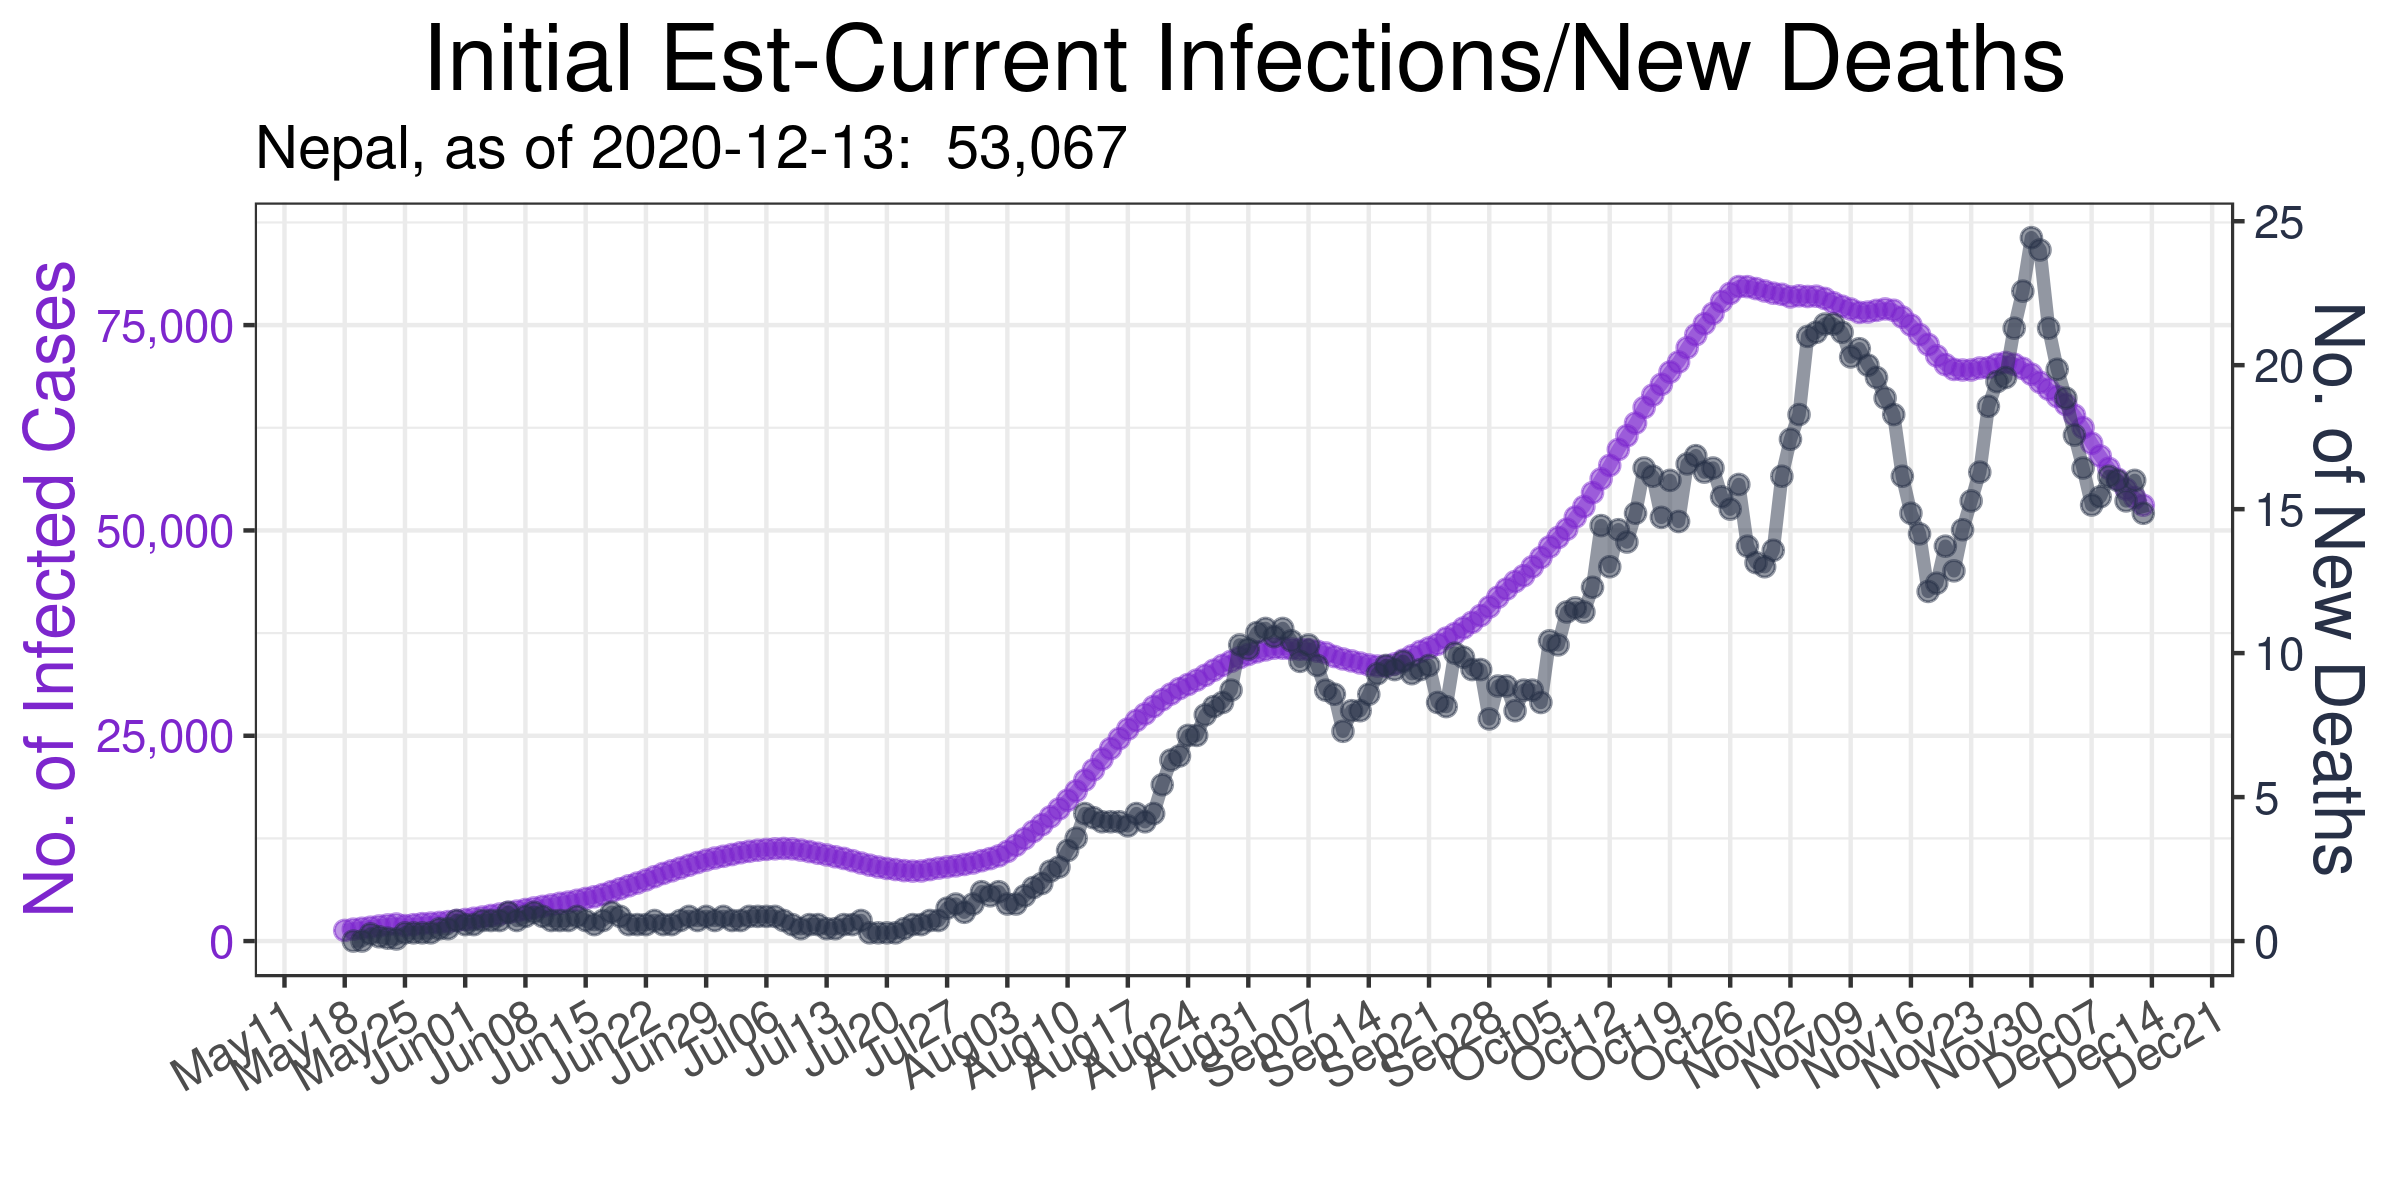 Initial Est-Current Infections/New Deaths
Nepal, as of 2020-12-13:  53,067
No. of Infected Cases
75,000
50,000
25,000
0
25
20
15
10
5
0
No. of New Deaths
May11
May18
May25
Jun01
Jun08
Jun15
Jun22
Jun29
Jul06
Jul13
Jul20
Jul27
Aug03
Aug10
Aug17
Aug24
Aug31
Sep07
Sep14
Sep21
Sep28
Oct05
Oct12
Oct19
Oct26
Nov02
Nov09
Nov16
Nov23
Nov30
Dec07
Dec14
Dec21